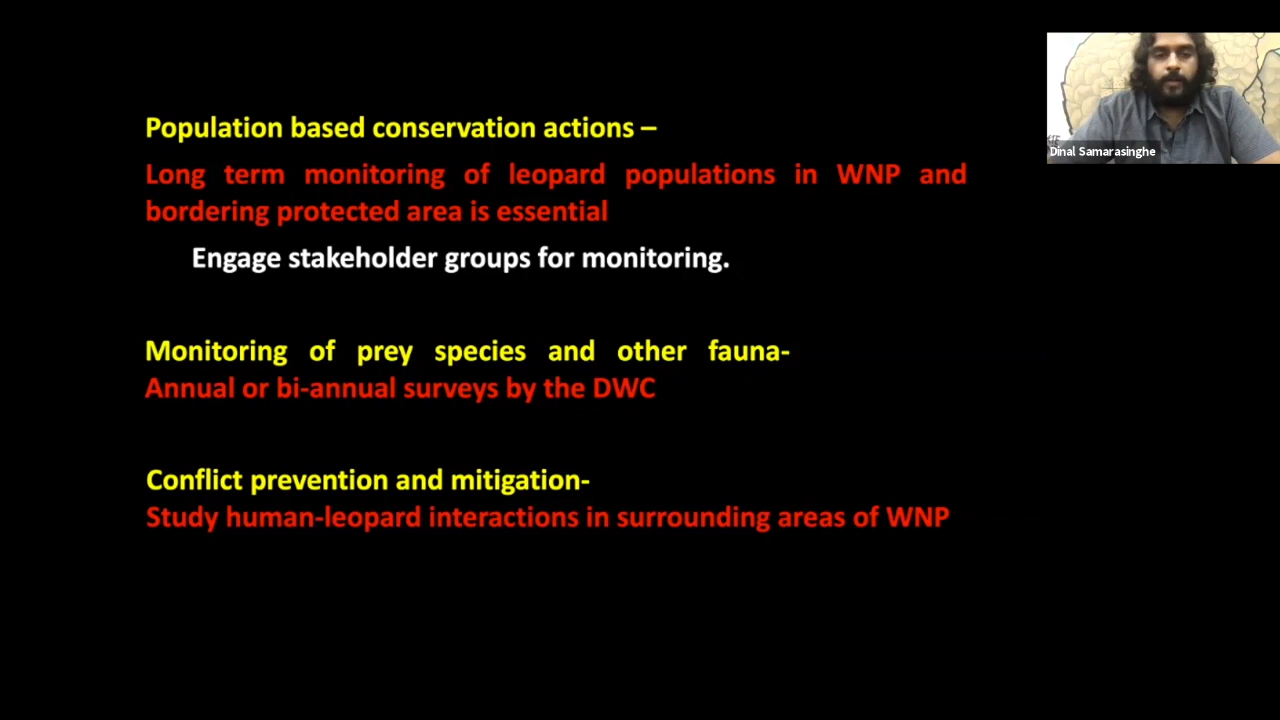 Population based conservation actions –
Long term monitoring of leopard populations in WNP and
bordering protected area is essential
Engage stakeholder groups for monitoring.
Monitoring of prey species and other fauna-
Annual or bi-annual surveys by the DWC
Conflict prevention and mitigation-
Study human-leopard interactions in surrounding areas of WNP
Dinal Samarasinghe